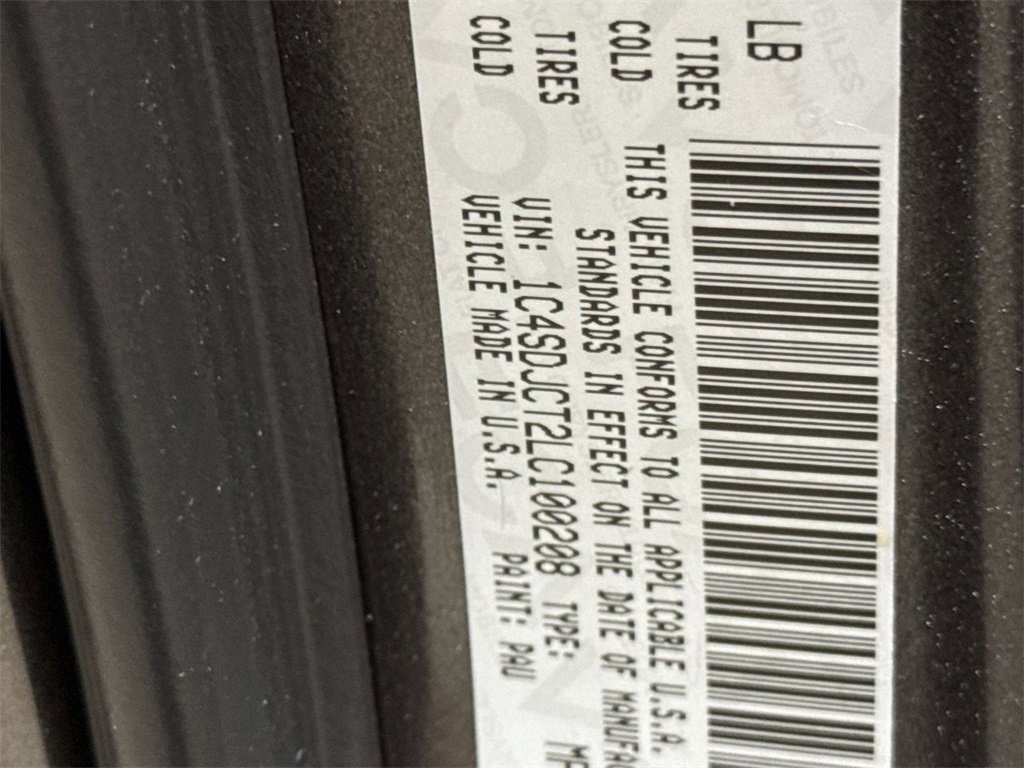 LB
TIRES
COLD
TIRES
COLD
THIS VEHICLE CONFORMS TO ALL APPLICABLE U.S.A.
STANDARDS IN EFFECT ON THE DATE OF MANUFAC
VIN: 1C4SDJCT2LC100208 TYPE: MP
VEHICLE MADE IN U.S.A. PAINT: PAU